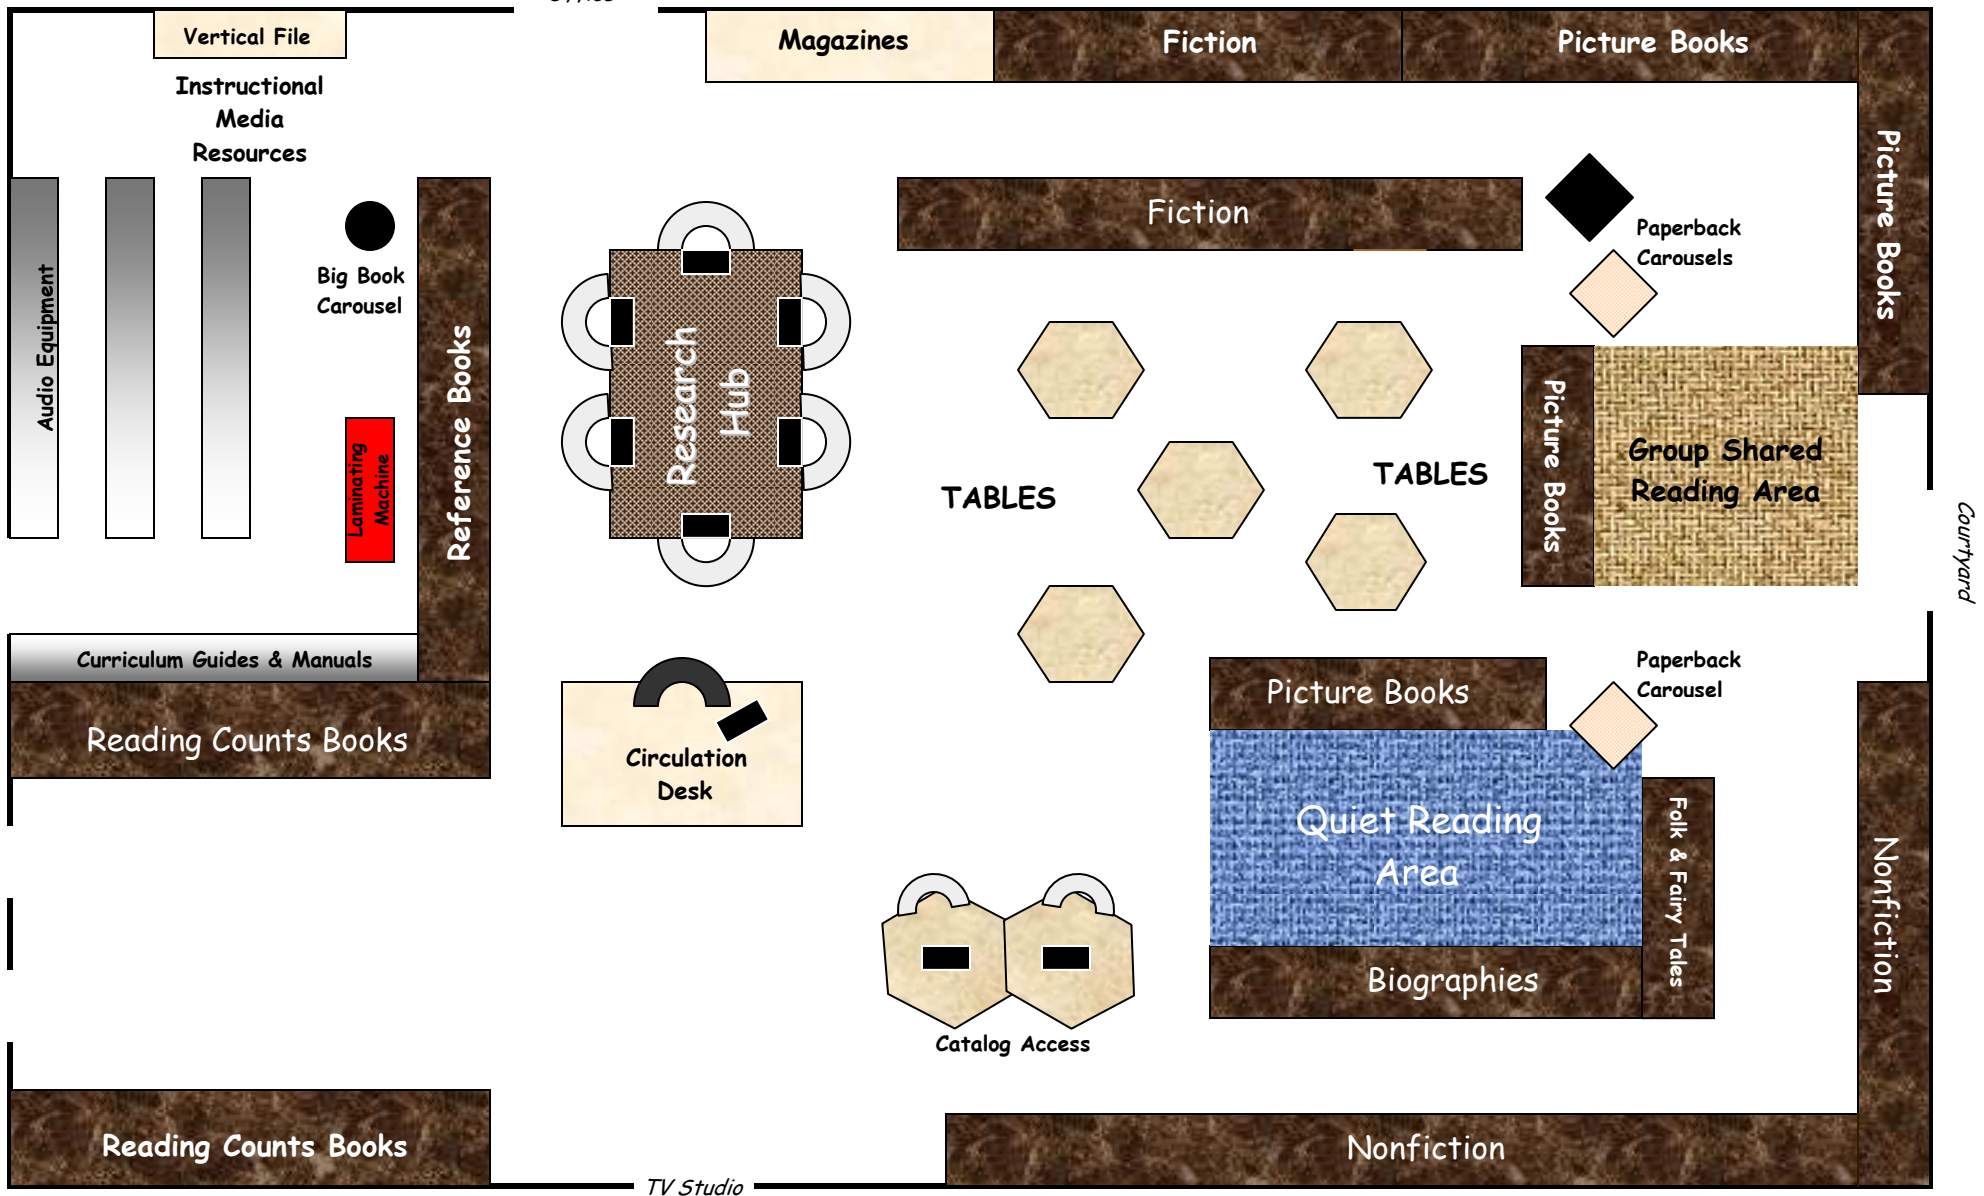 Vertical File
Magazines
Fiction
Picture Books
Instructional
Media
Resources
Picture Books
Fiction
Paperback
Carousels
Audio Equipment
Big Book
Carousel
Reference Books
Research
Hub
Laminating
Machine
TABLES
TABLES
Picture Books
Group Shared
Reading Area
Courtyard
Curriculum Guides & Manuals
Reading Counts Books
Circulation
Desk
Picture Books
Paperback
Carousel
Quiet Reading
Area
Folk & Fairy Tales
Nonfiction
Biographies
Catalog Access
Reading Counts Books
Nonfiction
TV Studio